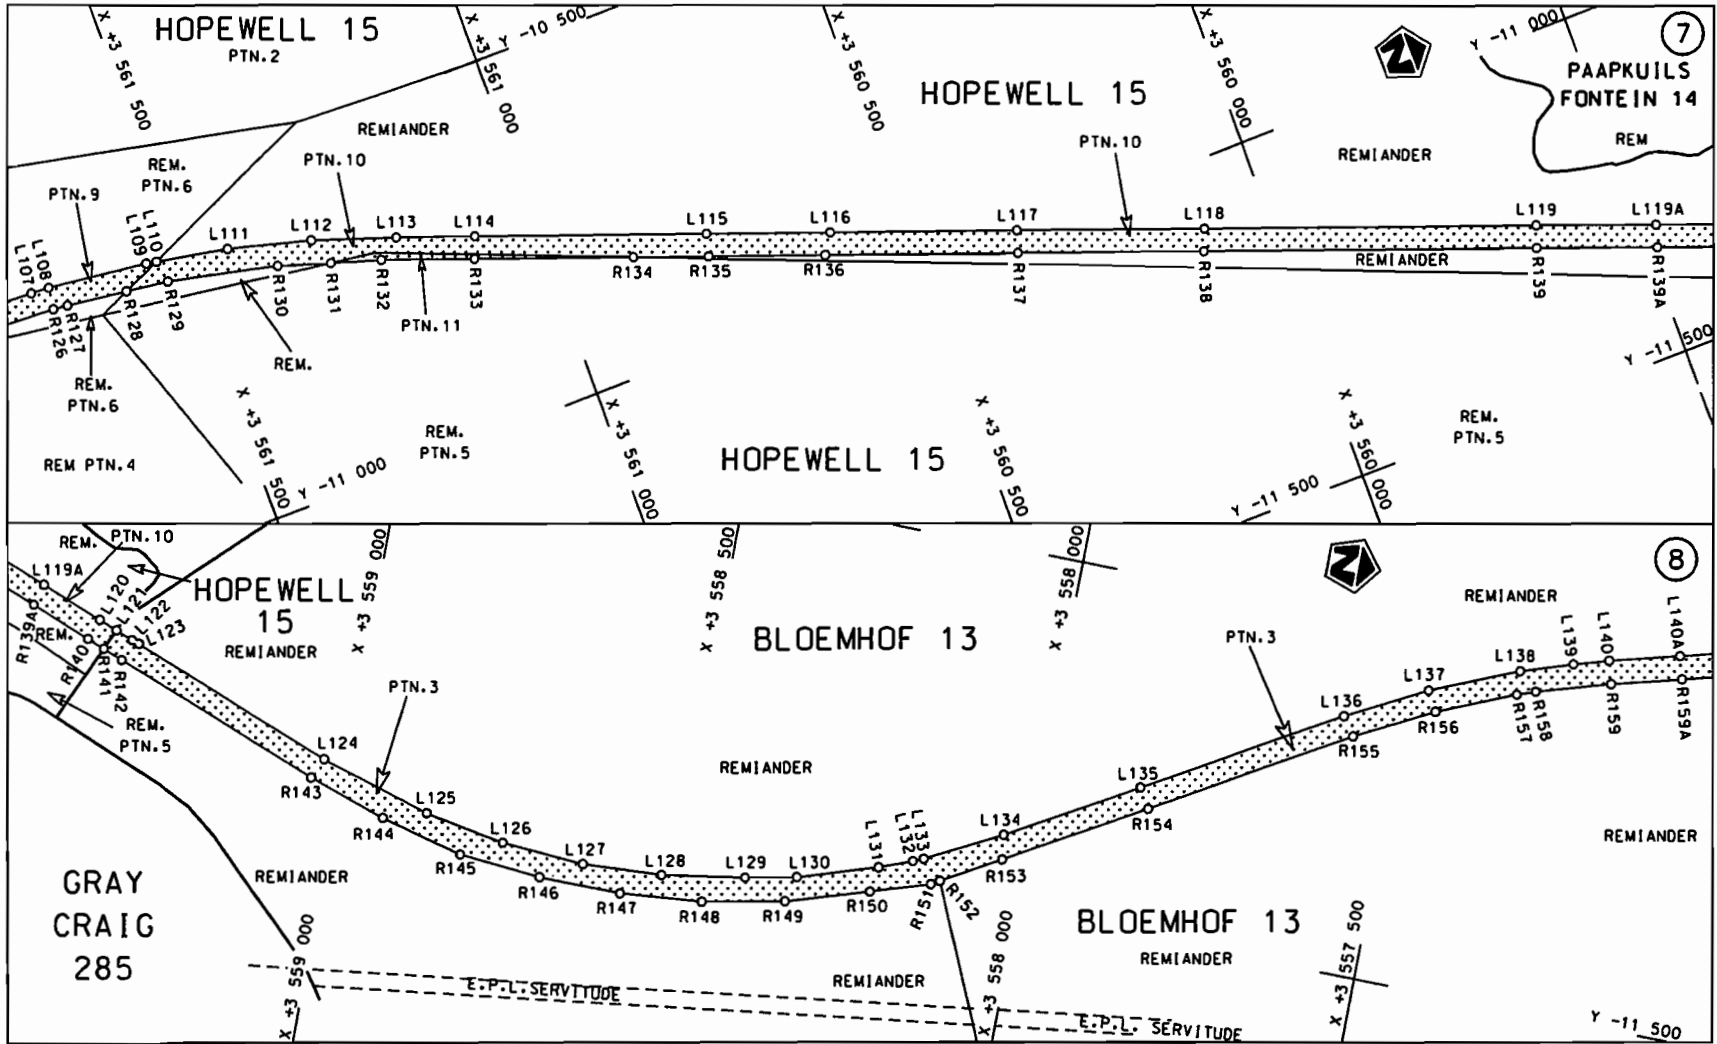 HOPEWELL 15
PTN.2
X +3 561 500
X +3 561 000
Y -10 500
X +3 560 500
X +3 560 000
Y -11 000
7
PAAPKUILS
FONTEIN 14
REM
HOPEWELL 15
REMIANDER
REMIANDER
PTN.10
PTN.10
REM.
PTN.6
PTN.9
L107
L108
L109
L110
L111
L112
L113
L114
L115
L116
L117
L118
L119
L119A
R126
R127
R128
R129
R130
R131
R132
R133
R134
R135
R136
R137
R138
R139
R139A
REMIANDER
PTN.11
REM.
REM.
PTN.6
REM PTN.4
X +3 561 500
Y -11 000
REM.
PTN.5
X +3 561 000
HOPEWELL 15
X +3 560 500
Y -11 500
X +3 560 000
REM.
PTN.5
Y -11 500
REM.
PTN.10
L119A
L120
L121
L122
L123
HOPEWELL
15
REMIANDER
R139A
REM.
R140
R141
R142
REM.
PTN.5
X +3 559 000
X +3 558 500
X +3 558 000
8
BLOEMHOF 13
REMIANDER
PTN.3
PTN.3
REMIANDER
L124
L125
L126
L127
L128
L129
L130
L131
L132
L133
L134
L135
L136
L137
L138
L139
L140
L140A
R143
R144
R145
R146
R147
R148
R149
R150
R151
R152
R153
R154
R155
R156
R157
R158
R159
R159A
GRAY
CRAIG
285
REMIANDER
REMIANDER
BLOEMHOF 13
REMIANDER
REMIANDER
X +3 559 000
E.P.L. SERVITUDE
X +3 558 000
E.P.L. SERVITUDE
X +3 557 500
Y -11 500